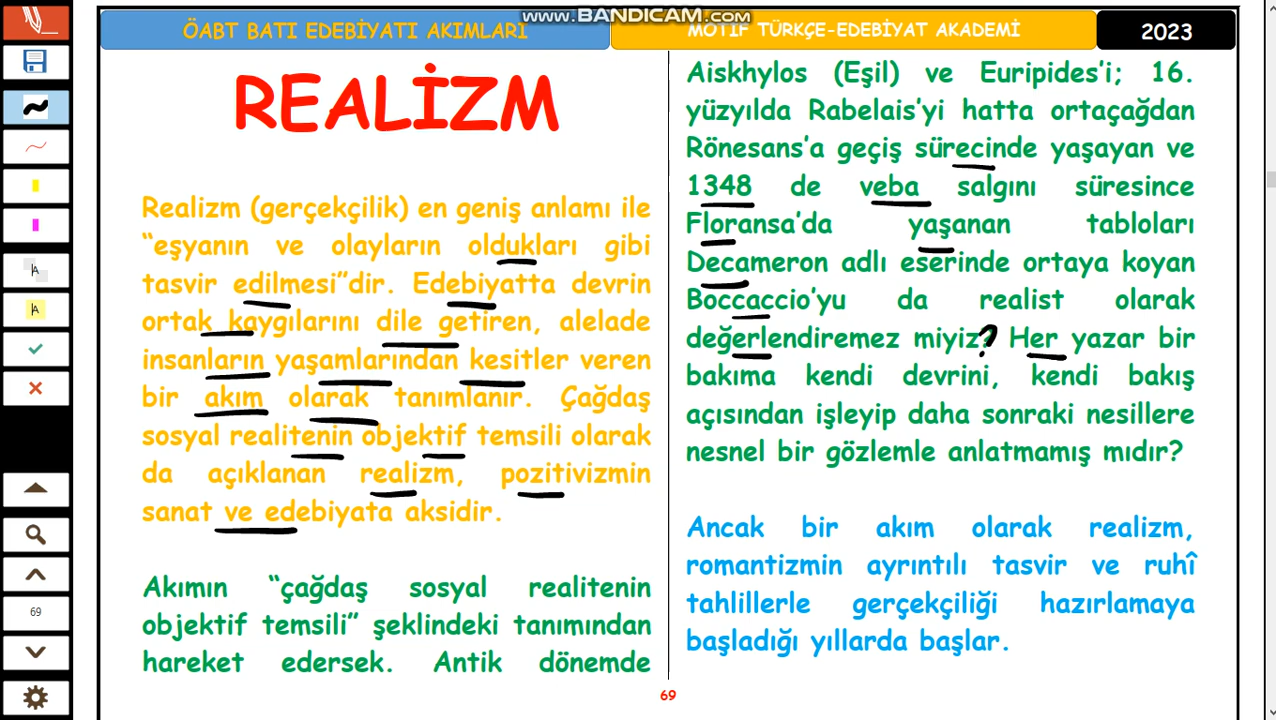 www.BANDICAM.com
ÖABT BATI EDEBİYATI AKIMLARI
MOTİF TÜRKÇE-EDEBİYAT AKADEMİ
2023
REALİZM
Realizm (gerçekçilik) en geniş anlamı ile
“eşyanın ve olayların oldukları gibi
tasvir edilmesi”dir. Edebiyatta devrin
ortak kaygılarını dile getiren, alelade
insanların yaşamlarından kesitler veren
bir akım olarak tanımlanır. Çağdaş
sosyal realitenin objektif temsili olarak
da açıklanan realizm, pozitivizmin
sanat ve edebiyata aksidir.
Akımın “çağdaş sosyal realitenin
objektif temsili” şeklindeki tanımından
hareket edersek. Antik dönemde
Aiskhylos (Eşil) ve Euripides’i; 16.
yüzyılda Rabelais’yi hatta ortaçağdan
Rönesans’a geçiş sürecinde yaşayan ve
1348 de veba salgını süresince
Floransa’da yaşanan tabloları
Decameron adlı eserinde ortaya koyan
Boccaccio’yu da realist olarak
değerlendiremez miyiz? Her yazar bir
bakıma kendi devrini, kendi bakış
açısından işleyip daha sonraki nesillere
nesnel bir gözlemle anlatmamış mıdır?
Ancak bir akım olarak realizm,
romantizmin ayrıntılı tasvir ve ruhî
tahlillerle gerçekçiliği hazırlamaya
başladığı yıllarda başlar.
69
69